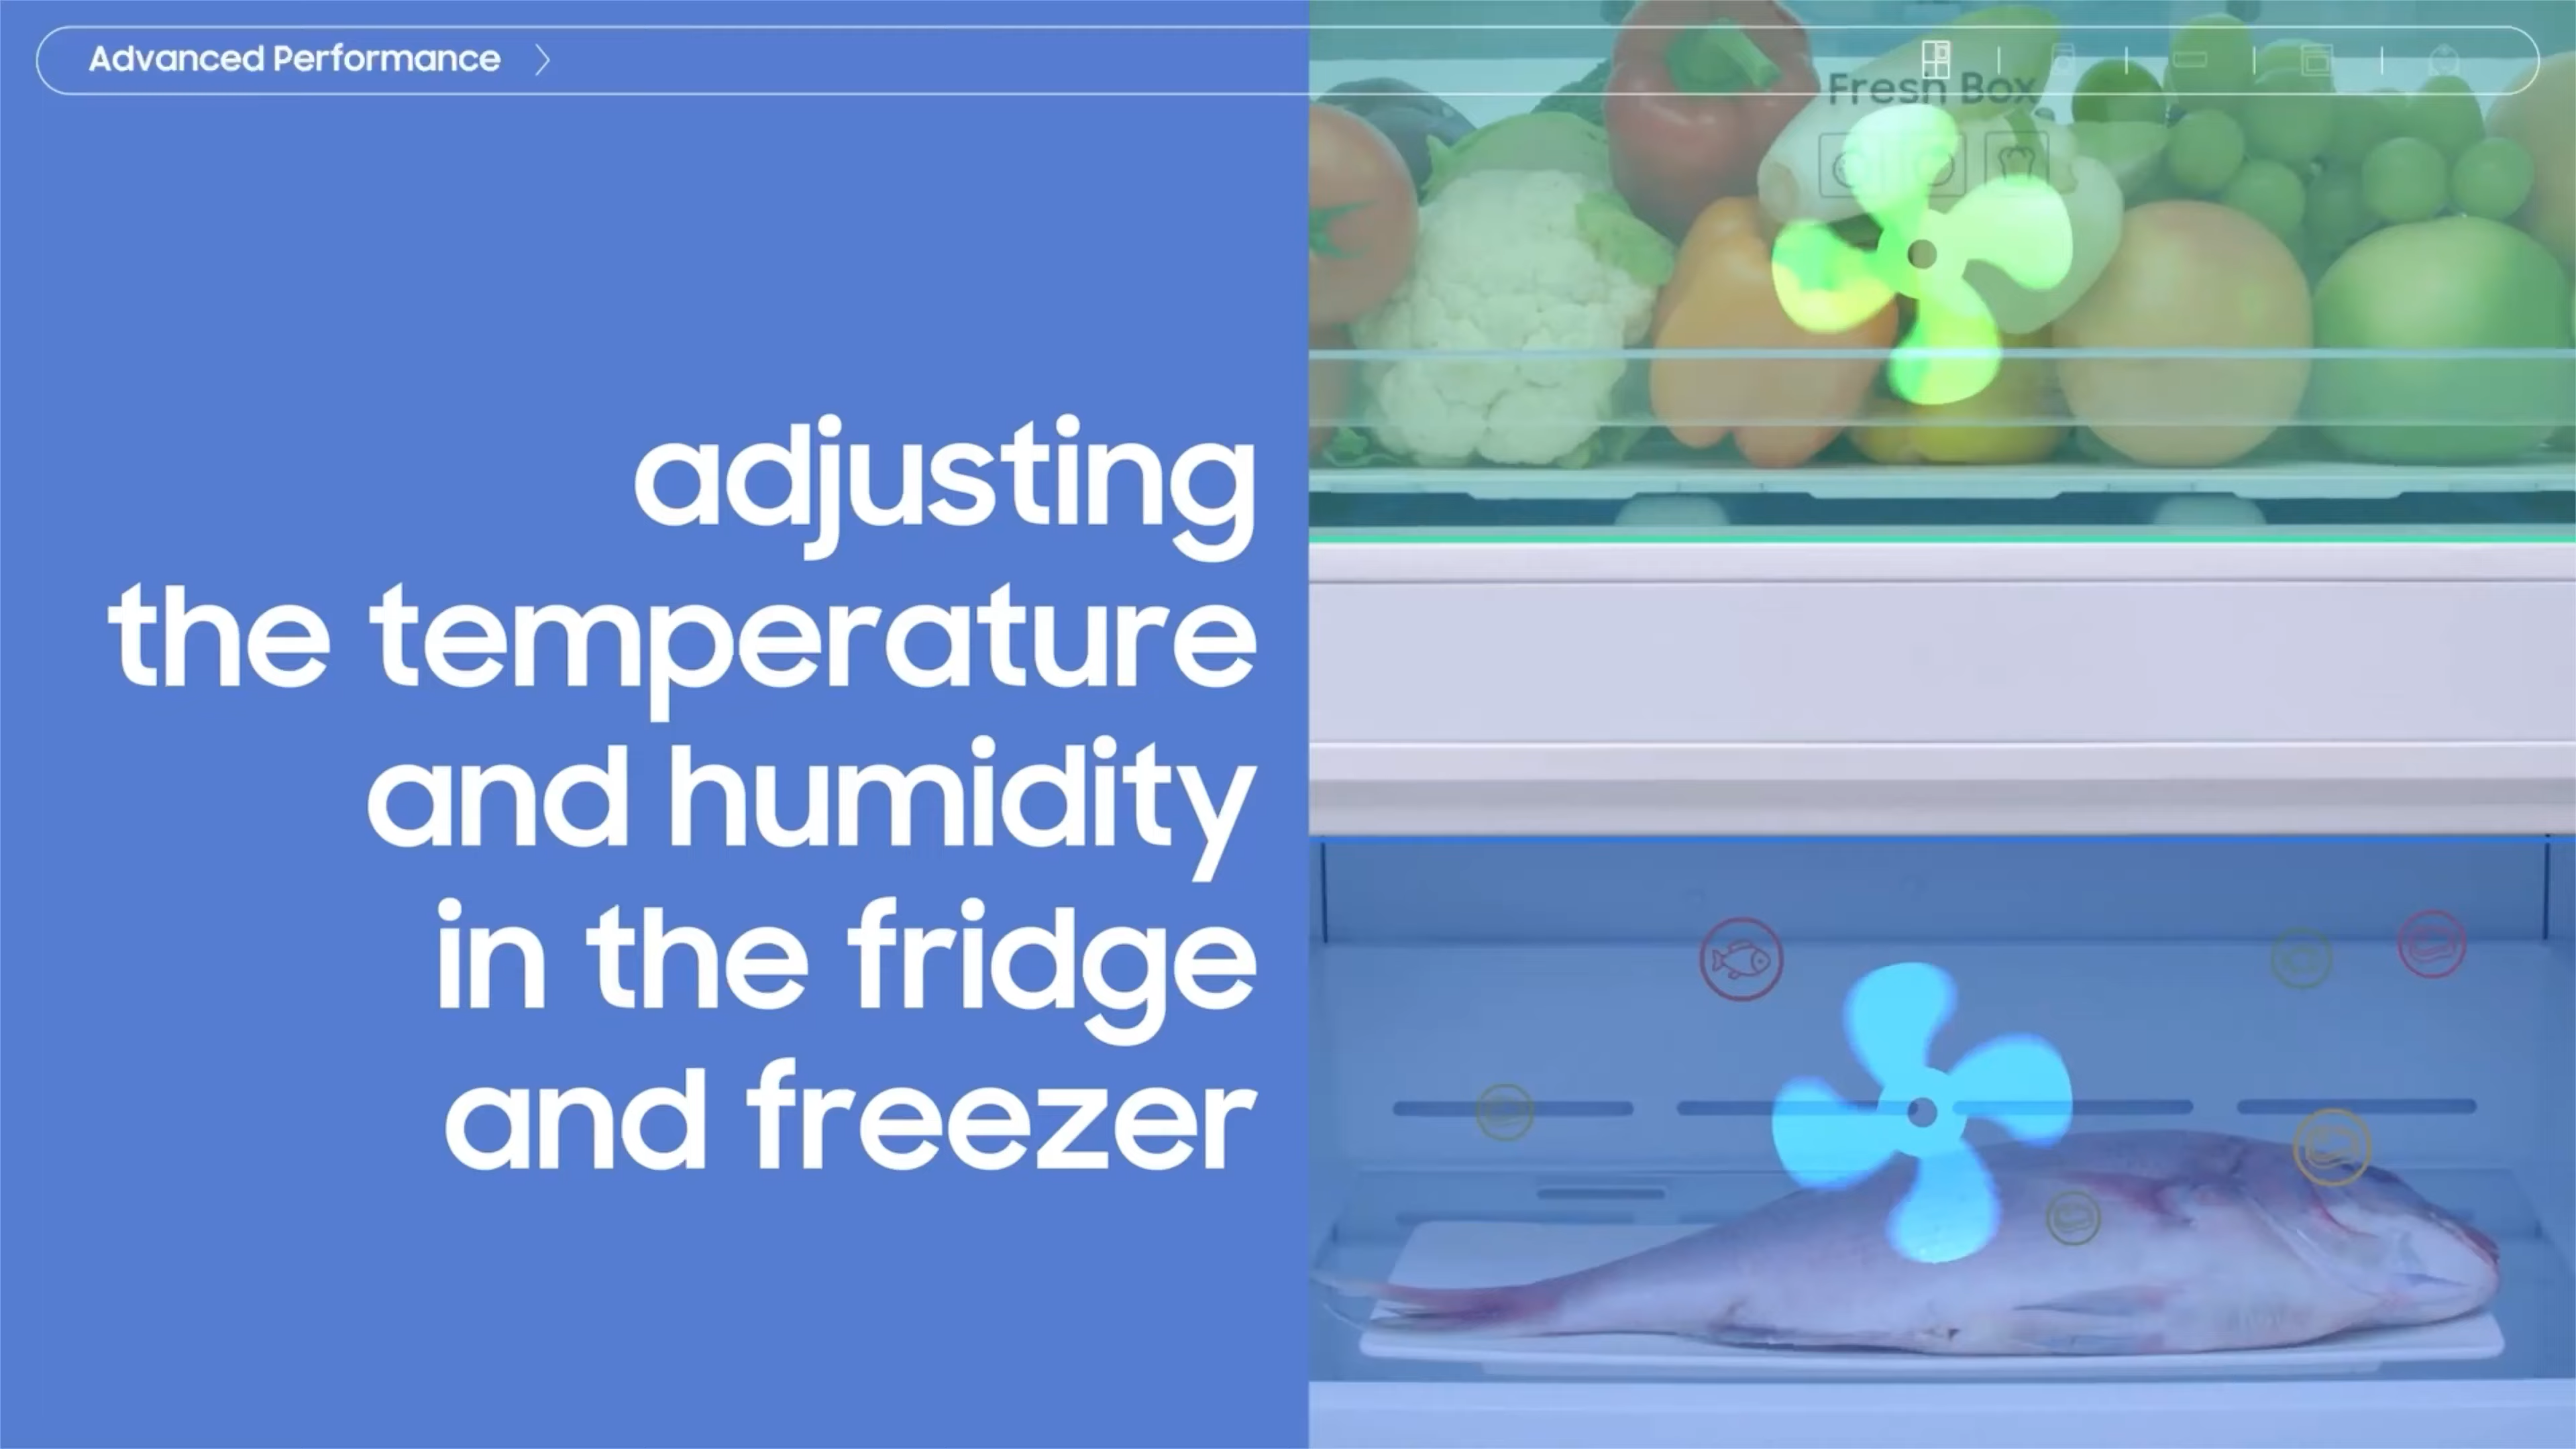 Advanced Performance
Fresh Box
adjusting
the temperature
and humidity
in the fridge
and freezer